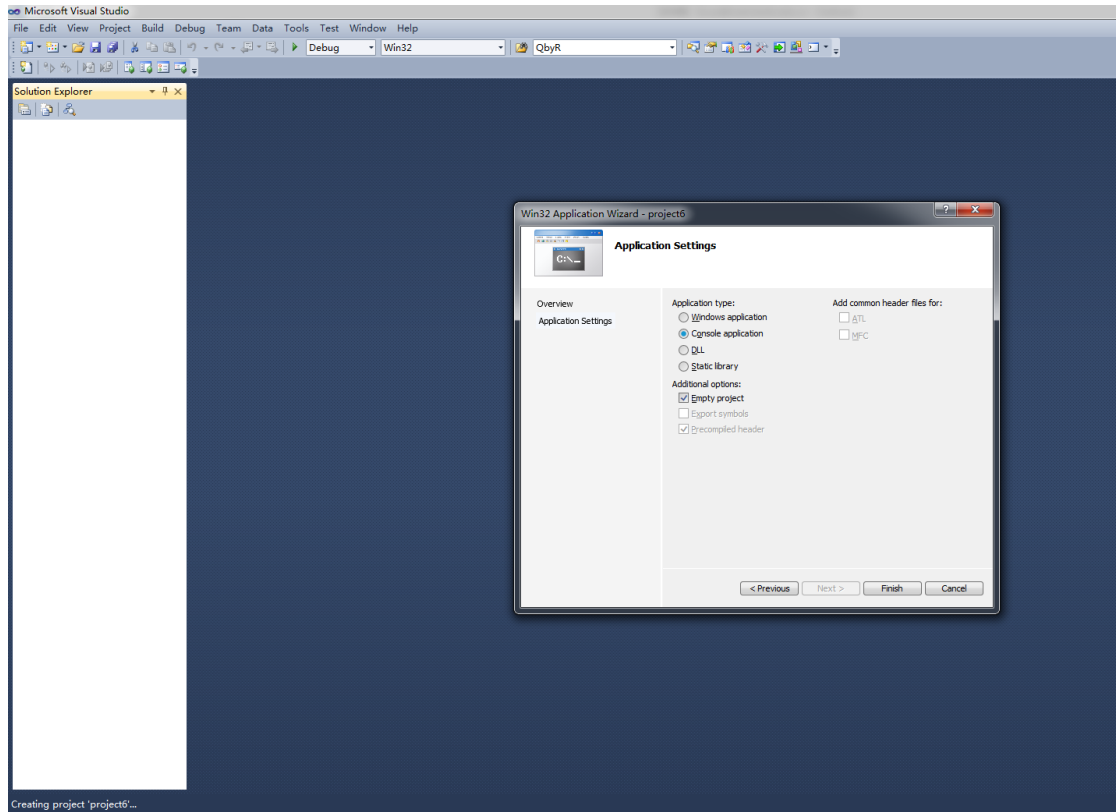 Microsoft Visual Studio
File Edit View Project Build Debug Team Data Tools Test Window Help
Debug Win32 QbyR
Solution Explorer
Win32 Application Wizard - project6
C:\_
Application Settings
Overview
Application Settings
Application type:
Windows application
Console application
DLL
Static library
Additional options:
Empty project
Export symbols
Precompiled header
Add common header files for:
ATL
MFC
< Previous Next > Finish Cancel
Creating project 'project6'...